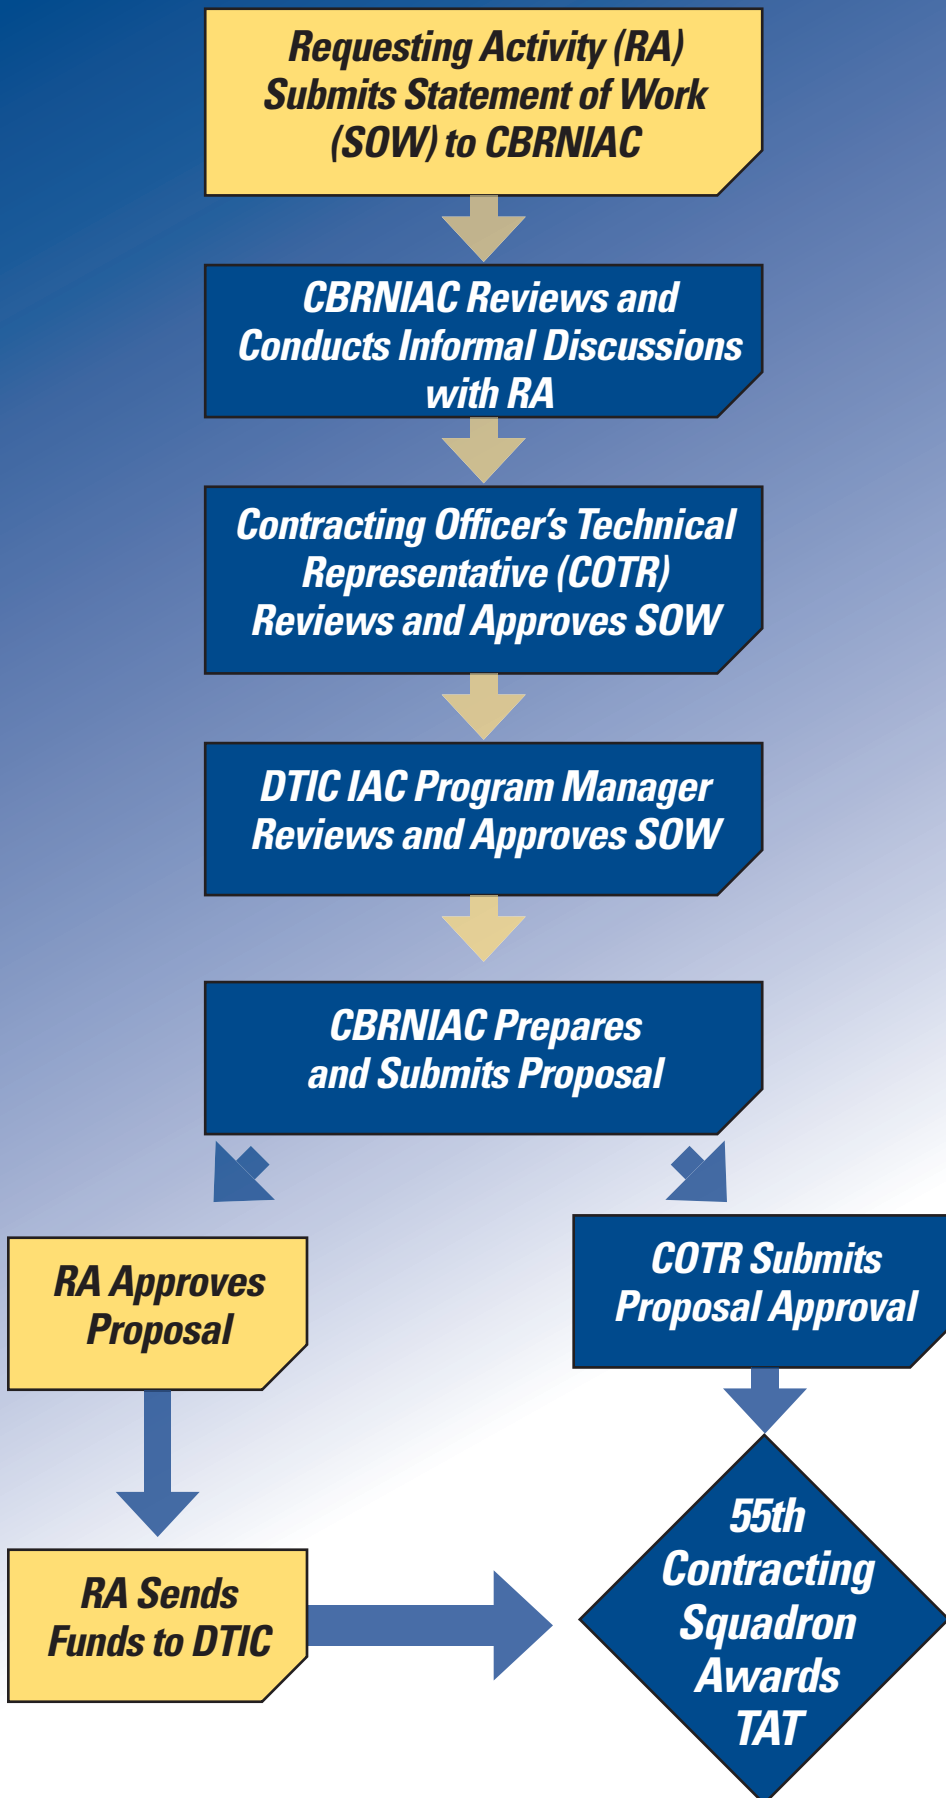 Requesting Activity (RA)
Submits Statement of Work
(SOW) to CBRNIAC
CBRNIAC Reviews and
Conducts Informal Discussions
with RA
Contracting Officer's Technical
Representative (COTR)
Reviews and Approves SOW
DTIC IAC Program Manager
Reviews and Approves SOW
CBRNIAC Prepares
and Submits Proposal
RA Approves
Proposal
COTR Submits
Proposal Approval
RA Sends
Funds to DTIC
55th
Contracting
Squadron
Awards
TAT